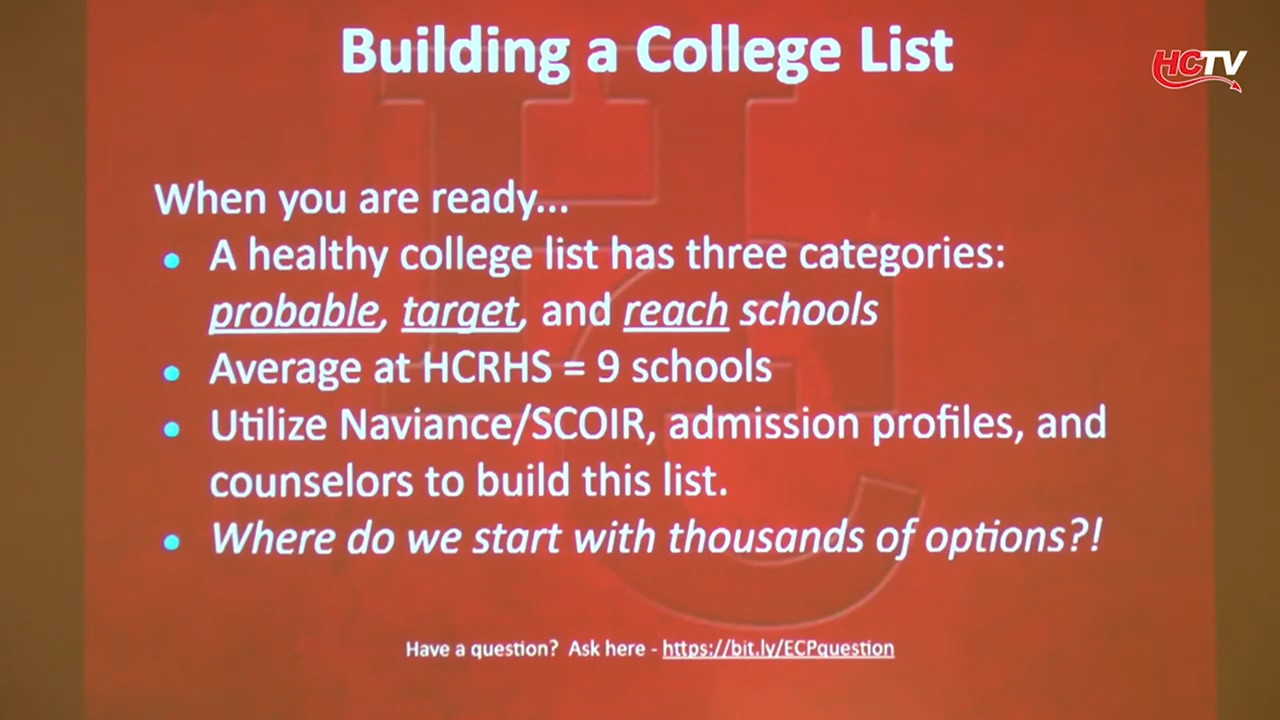 Building a College List
HCTV
When you are ready...
• A healthy college list has three categories:
probable, target, and reach schools
• Average at HCRHS = 9 schools
• Utilize Naviance/SCOIR, admission profiles, and
counselors to build this list.
• Where do we start with thousands of options?!
Have a question? Ask here - https://bit.ly/ECPquestion